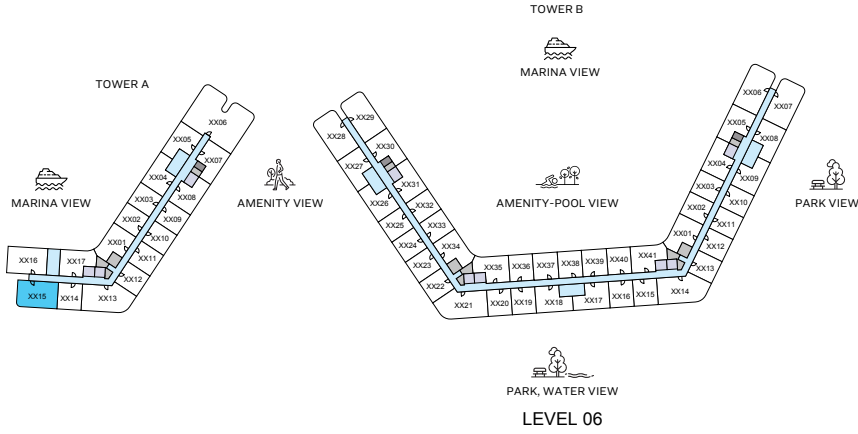 TOWER B
MARINA VIEW
TOWER A
XX06
XX05
XX07
XX04
XX08
XX03
XX09
XX02
XX10
XX01
XX11
XX12
XX17
XX16
XX15
XX14
XX13
MARINA VIEW
AMENITY VIEW
XX29
XX28
XX30
XX27
XX31
XX26
XX32
XX25
XX33
XX24
XX34
XX23
XX22
XX21
XX35
XX36
XX37
XX38
XX39
XX40
XX41
XX20
XX19
XX18
XX17
XX16
XX15
XX14
XX13
XX12
XX01
XX11
XX02
XX10
XX03
XX09
XX04
XX08
XX05
XX07
XX06
AMENITY-POOL VIEW
PARK VIEW
PARK, WATER VIEW
LEVEL 06